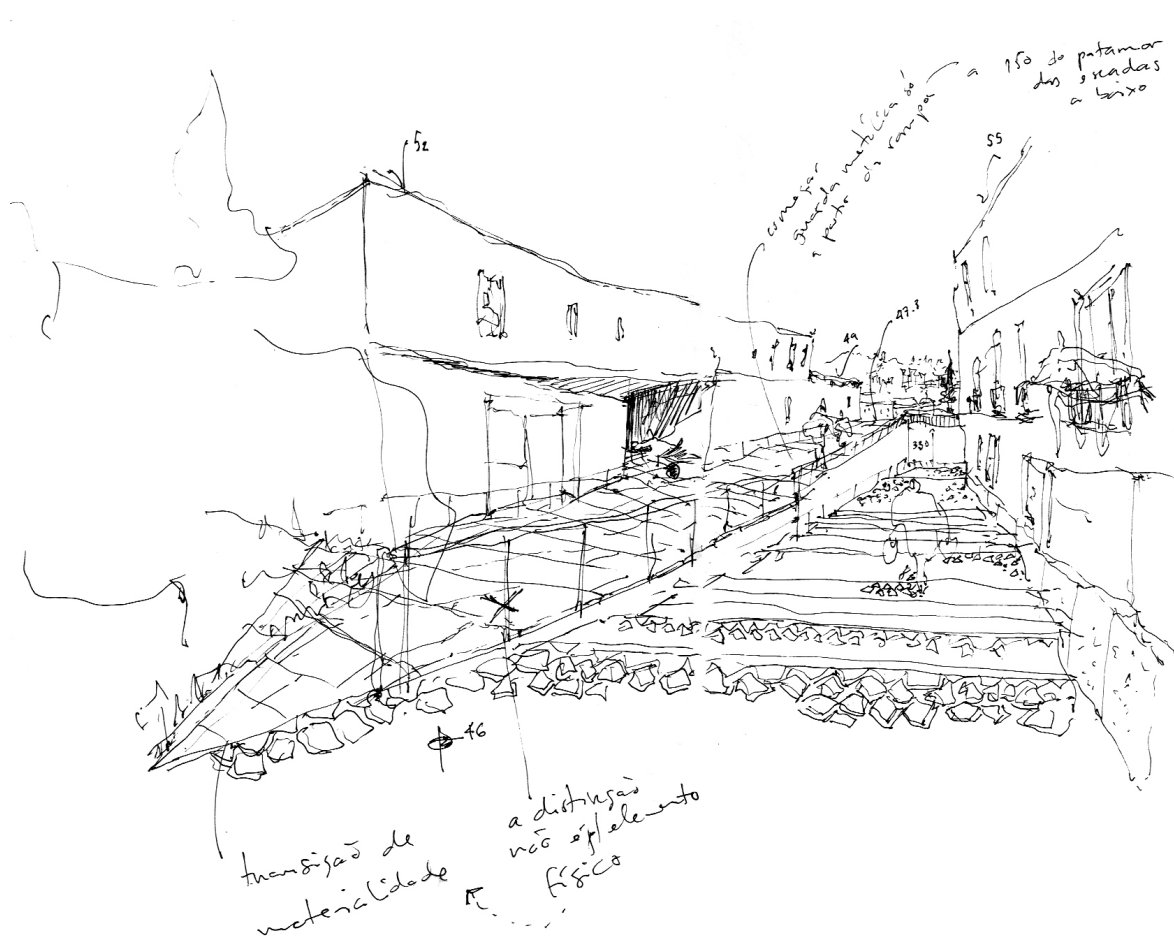 a 150 do patamar
das escadas
a baixo
começar
guarda metálica só
a partir da rampa
52
55
49
47.3
350
46
a distinção
não é p/ elemento
físico
transição de
materialidade